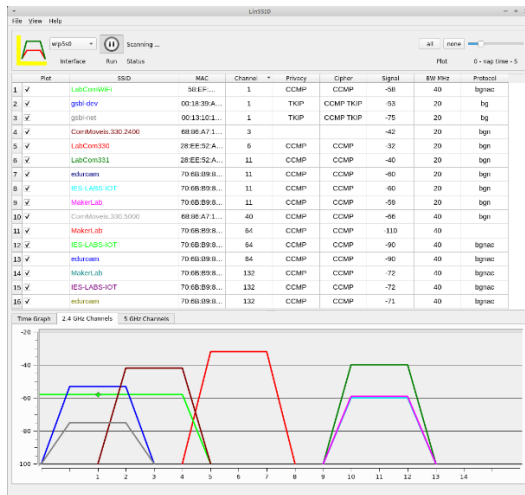 LinSSID
File View Help
wlp5s0 Scanning ... all none
Interface Run Status Plot 0 - nap time - 5
Plot SSID MAC Channel Privacy Cipher Signal BW MHz Protocol
1 LabComWiFi 58:EF:... 1 CCMP CCMP -58 40 bgnac
2 gsbl-dev 00:18:39:A... 1 TKIP CCMP TKIP -53 20 bg
3 gsbl-net 00:13:10:1... 1 TKIP CCMP TKIP -75 20 bg
4 ComMoveis.330.2400 68:86:A7:1... 3 -42 20 bgn
5 LabCom330 28:EE:52:A... 6 CCMP CCMP -32 20 bgn
6 LabCom331 28:EE:52:A... 11 CCMP CCMP -40 20 bgn
7 eduroam 70:6B:B9:8... 11 CCMP CCMP -60 20 bgn
8 IES-LABS-IOT 70:6B:B9:8... 11 CCMP CCMP -60 20 bgn
9 MakerLab 70:6B:B9:8... 11 CCMP CCMP -59 20 bgn
10 ComMoveis.330.5000 68:86:A7:1... 40 CCMP CCMP -66 40 bgn
11 MakerLab 70:6B:B9:8... 64 CCMP CCMP -110 40
12 IES-LABS-IOT 70:6B:B9:8... 64 CCMP CCMP -90 40 bgnac
13 eduroam 70:6B:B9:8... 64 CCMP CCMP -90 40 bgnac
14 MakerLab 70:6B:B9:8... 132 CCMP CCMP -72 40 bgnac
15 IES-LABS-IOT 70:6B:B9:8... 132 CCMP CCMP -72 40 bgnac
16 eduroam 70:6B:B9:8... 132 CCMP CCMP -71 40 bgnac
Time Graph 2.4 GHz Channels 5 GHz Channels
-20
40
60
80
100
1 2 3 4 5 6 7 8 9 10 11 12 13 14